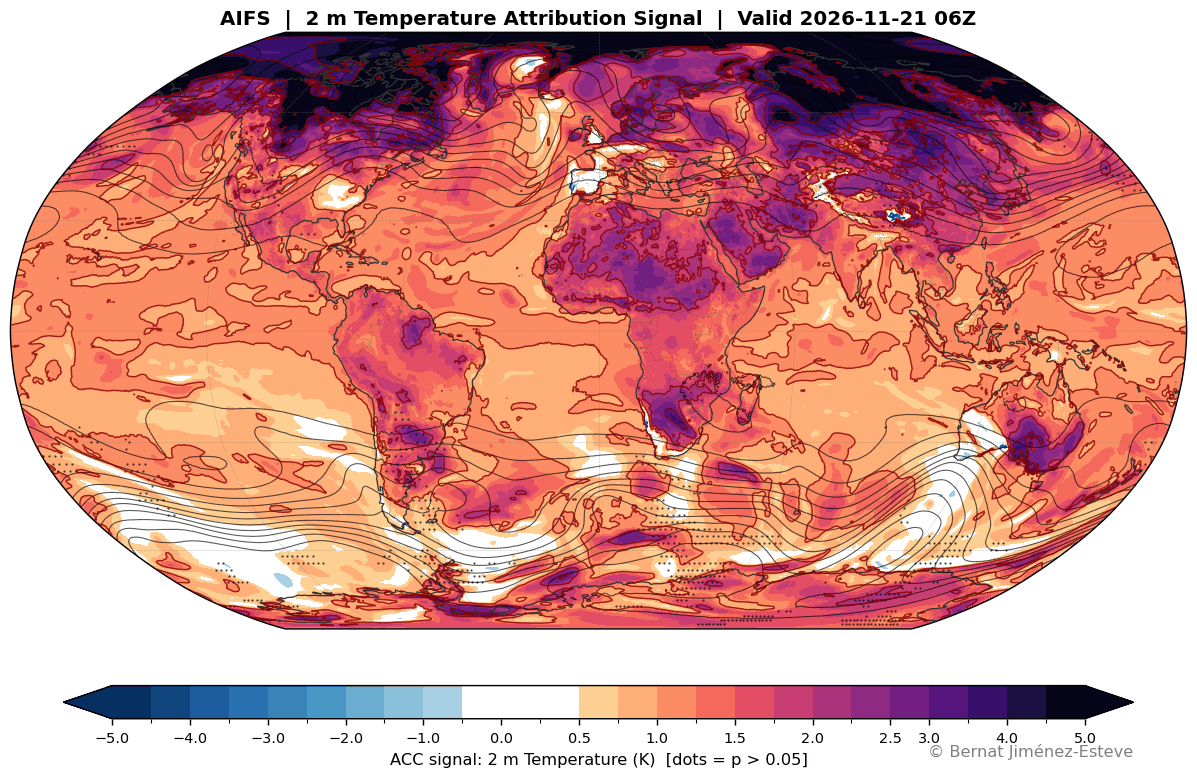 AIFS | 2 m Temperature Attribution Signal | Valid 2026-11-21 06Z
−5.0 −4.0 −3.0 −2.0 −1.0 0.0 0.5 1.0 1.5 2.0 2.5 3.0 4.0 5.0
© Bernat Jiménez-Esteve
ACC signal: 2 m Temperature (K) [dots = p > 0.05]